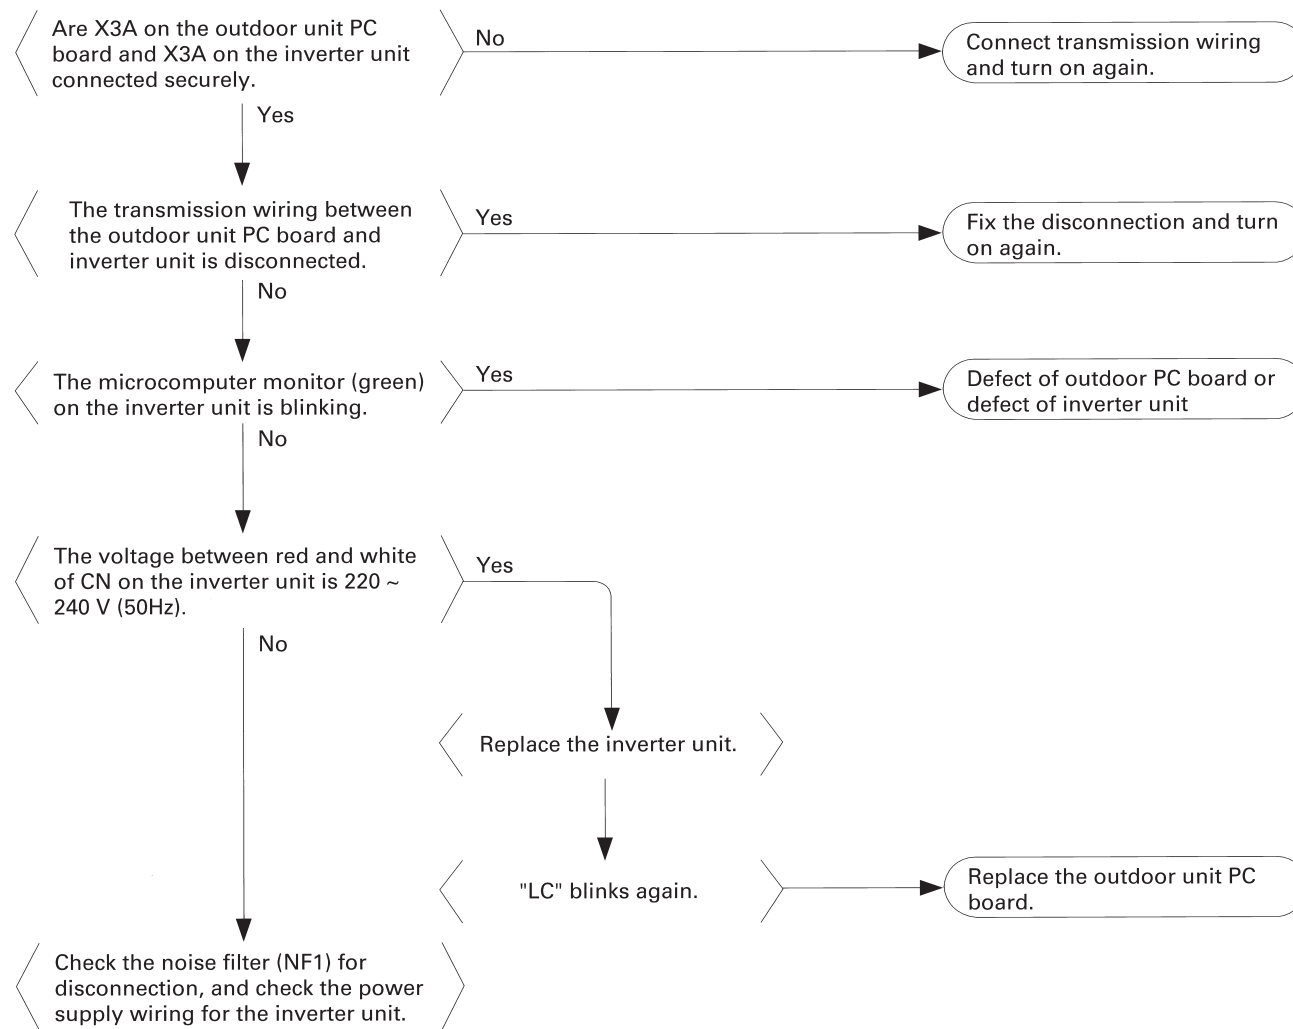 Are X3A on the outdoor unit PC
board and X3A on the inverter unit
connected securely.
No
Connect transmission wiring
and turn on again.
Yes
The transmission wiring between
the outdoor unit PC board and
inverter unit is disconnected.
Yes
Fix the disconnection and turn
on again.
No
The microcomputer monitor (green)
on the inverter unit is blinking.
Yes
Defect of outdoor PC board or
defect of inverter unit
No
The voltage between red and white
of CN on the inverter unit is 220 ~
240 V (50Hz).
Yes
No
Replace the inverter unit.
"LC" blinks again.
Replace the outdoor unit PC
board.
Check the noise filter (NF1) for
disconnection, and check the power
supply wiring for the inverter unit.